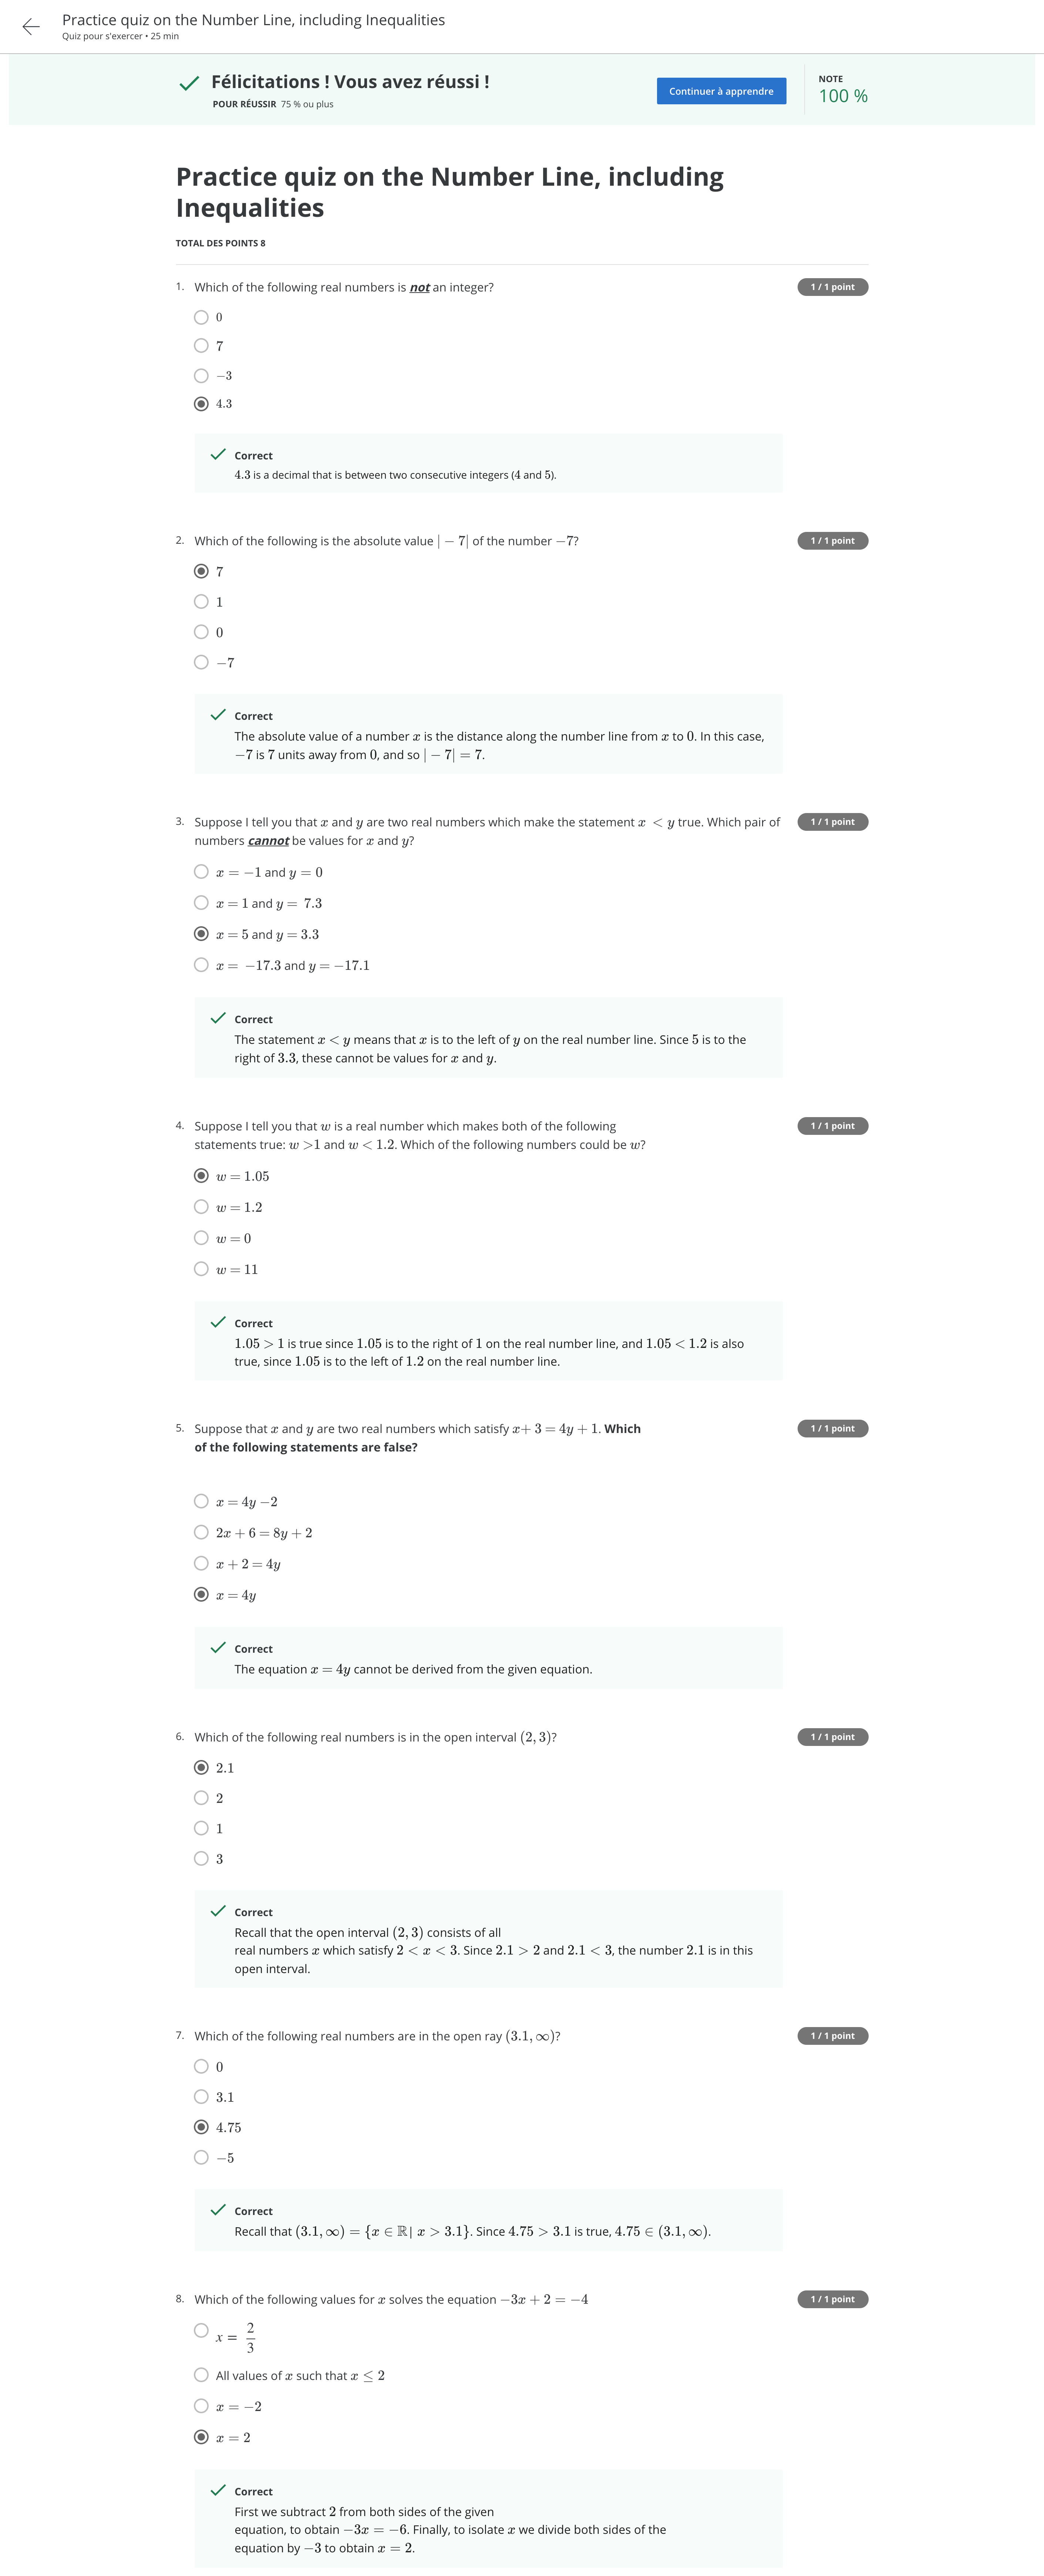 Practice quiz on the Number Line, including Inequalities
Quiz pour s'exercer • 25 min
Félicitations ! Vous avez réussi !
POUR RÉUSSIR 75 % ou plus
Continuer à apprendre
NOTE
100 %
Practice quiz on the Number Line, including
Inequalities
TOTAL DES POINTS 8
1. Which of the following real numbers is not an integer?
1 / 1 point
0
7
−3
4.3
Correct
4.3 is a decimal that is between two consecutive integers (4 and 5).
2. Which of the following is the absolute value | − 7| of the number −7?
1 / 1 point
7
1
0
−7
Correct
The absolute value of a number x is the distance along the number line from x to 0. In this case,
−7 is 7 units away from 0, and so | − 7| = 7.
3. Suppose I tell you that x and y are two real numbers which make the statement x < y true. Which pair of
numbers cannot be values for x and y?
1 / 1 point
x = −1 and y = 0
x = 1 and y = 7.3
x = 5 and y = 3.3
x = −17.3 and y = −17.1
Correct
The statement x < y means that x is to the left of y on the real number line. Since 5 is to the
right of 3.3, these cannot be values for x and y.
4. Suppose I tell you that w is a real number which makes both of the following
statements true: w >1 and w < 1.2. Which of the following numbers could be w?
1 / 1 point
w = 1.05
w = 1.2
w = 0
w = 11
Correct
1.05 > 1 is true since 1.05 is to the right of 1 on the real number line, and 1.05 < 1.2 is also
true, since 1.05 is to the left of 1.2 on the real number line.
5. Suppose that x and y are two real numbers which satisfy x+ 3 = 4y + 1. Which
of the following statements are false?
1 / 1 point
x = 4y −2
2x + 6 = 8y + 2
x + 2 = 4y
x = 4y
Correct
The equation x = 4y cannot be derived from the given equation.
6. Which of the following real numbers is in the open interval (2, 3)?
1 / 1 point
2.1
2
1
3
Correct
Recall that the open interval (2, 3) consists of all
real numbers x which satisfy 2 < x < 3. Since 2.1 > 2 and 2.1 < 3, the number 2.1 is in this
open interval.
7. Which of the following real numbers are in the open ray (3.1, ∞)?
1 / 1 point
0
3.1
4.75
−5
Correct
Recall that (3.1, ∞) = {x ∈ ℝ| x > 3.1}. Since 4.75 > 3.1 is true, 4.75 ∈ (3.1, ∞).
8. Which of the following values for x solves the equation −3x + 2 = −4
1 / 1 point
x = 2/3
All values of x such that x ≤ 2
x = −2
x = 2
Correct
First we subtract 2 from both sides of the given
equation, to obtain −3x = −6. Finally, to isolate x we divide both sides of the
equation by −3 to obtain x = 2.